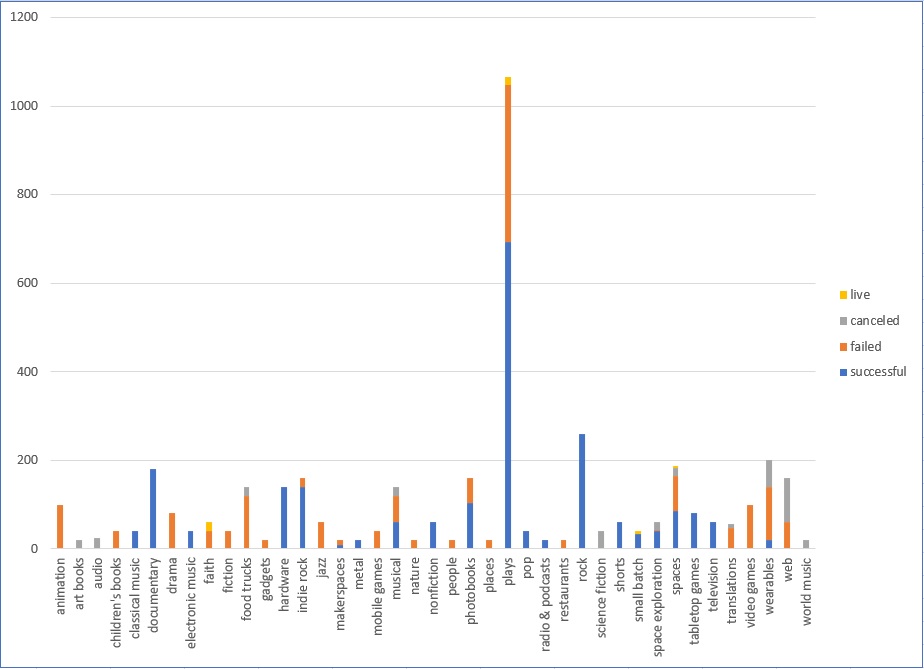 1200
1000
800
600
400
200
0
animation
art books
audio
children's books
classical music
documentary
drama
electronic music
faith
fiction
food trucks
gadgets
hardware
indie rock
jazz
makerspaces
metal
mobile games
musical
nature
nonfiction
people
photobooks
places
plays
pop
radio & podcasts
restaurants
rock
science fiction
shorts
small batch
space exploration
spaces
tabletop games
television
translations
video games
wearables
web
world music
live
canceled
failed
successful